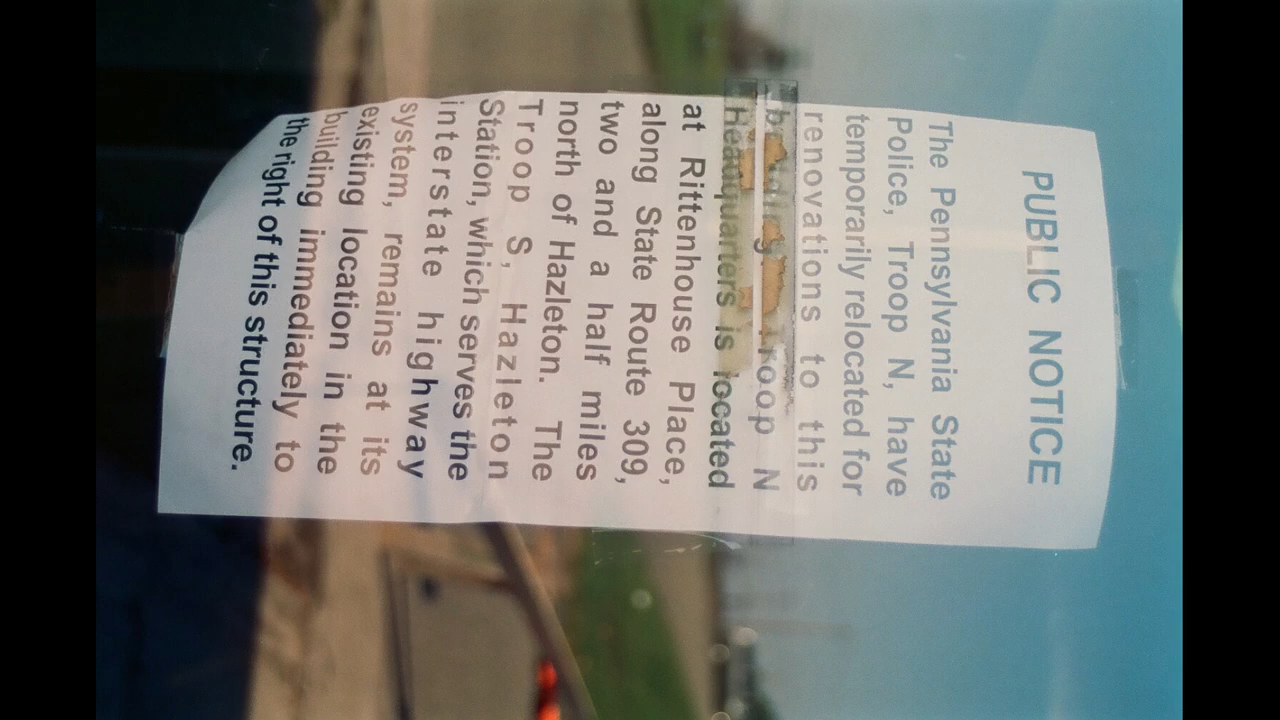 PUBLIC NOTICE
The Pennsylvania State
Police, Troop N, have
temporarily relocated for
renovations to this
Troop N
Headquarters is located
at Rittenhouse Place,
along State Route 309,
two and a half miles
north of Hazleton. The
Troop S, Hazleton
Station, which serves the
interstate highway
system, remains at its
existing location in the
building immediately to
the right of this structure.